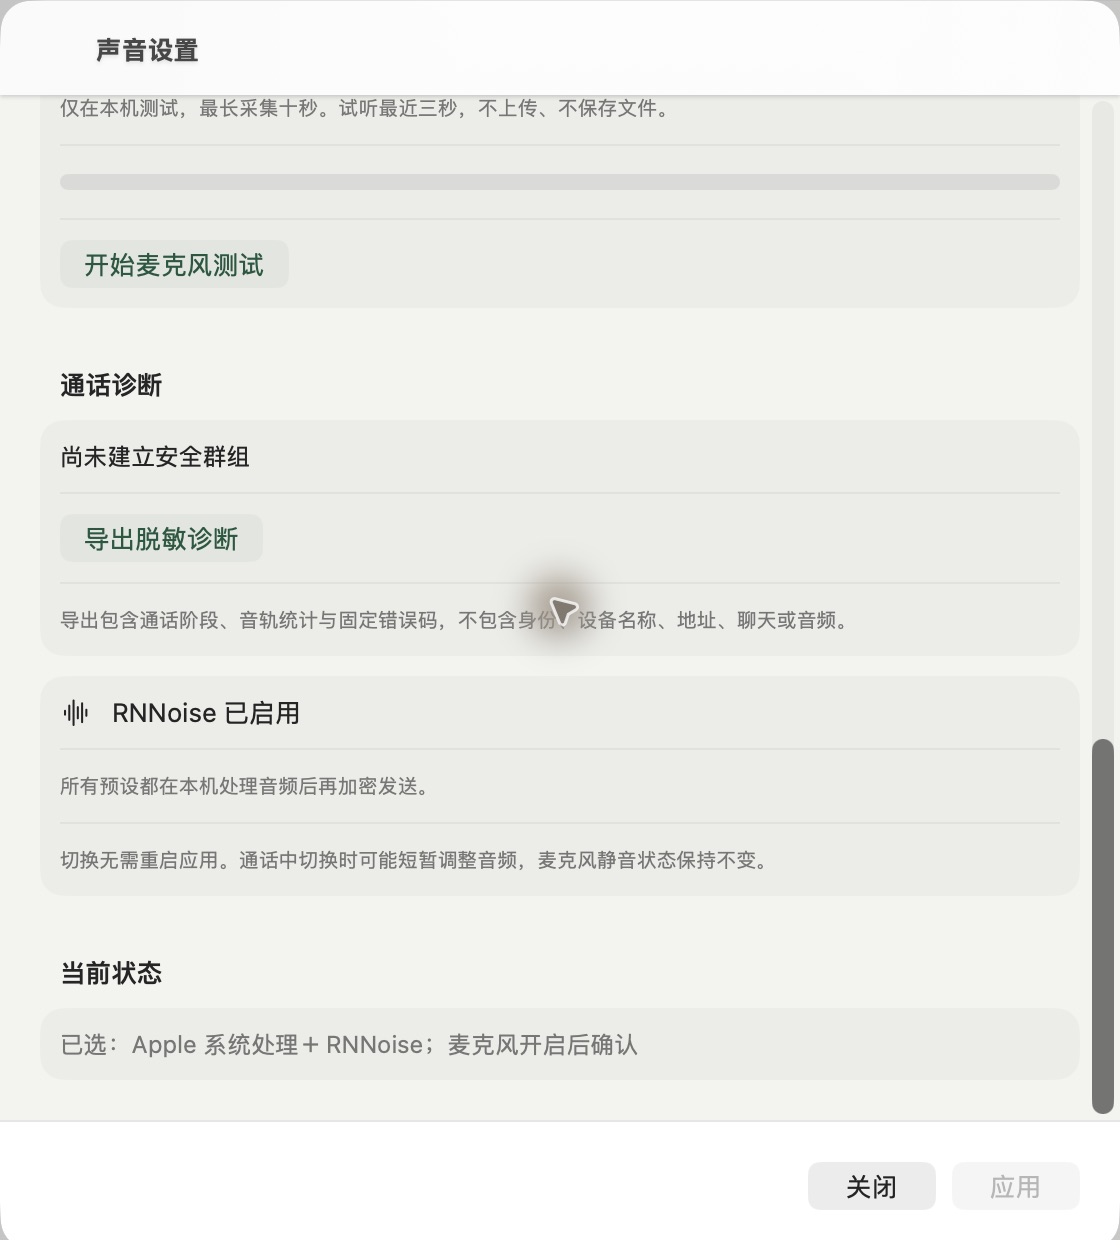 声音设置
仅在本机测试，最长采集十秒。试听最近三秒，不上传、不保存文件。
开始麦克风测试
通话诊断
尚未建立安全群组
导出脱敏诊断
导出包含通话阶段、音轨统计与固定错误码，不包含身份、设备名称、地址、聊天或音频。
RNNoise 已启用
所有预设都在本机处理音频后再加密发送。
切换无需重启应用。通话中切换时可能短暂调整音频，麦克风静音状态保持不变。
当前状态
已选：Apple 系统处理＋RNNoise；麦克风开启后确认
关闭
应用